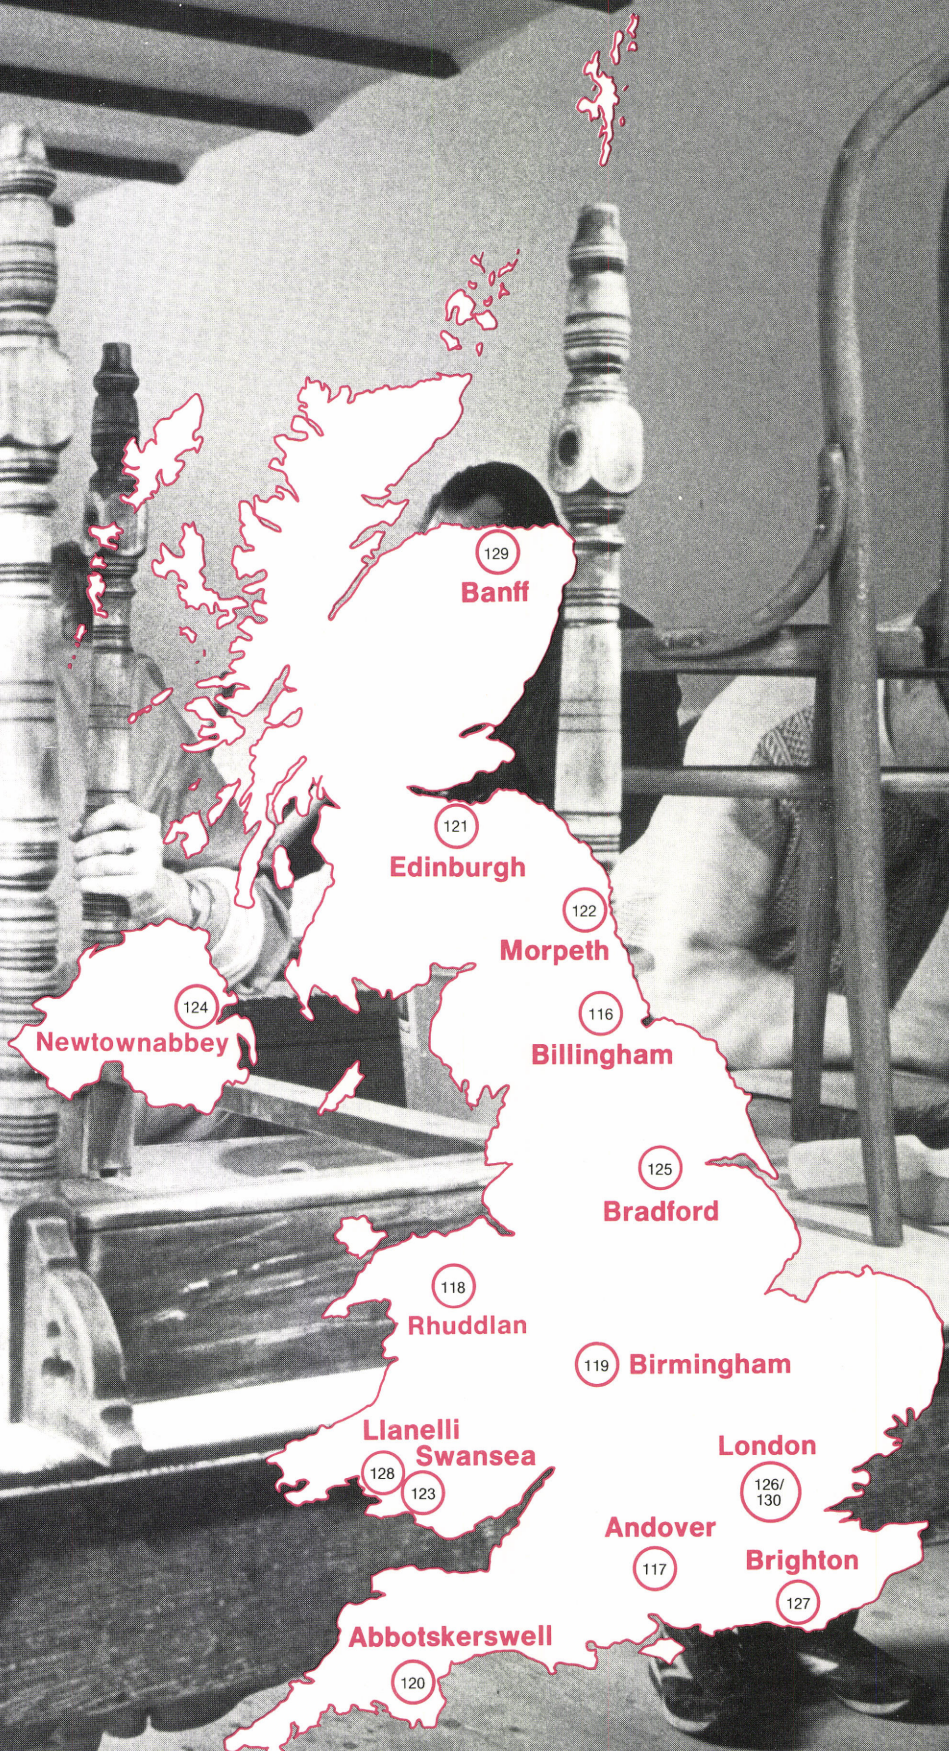 129
Banff
121
Edinburgh
122
Morpeth
124
Newtownabbey
116
Billingham
125
Bradford
118
Rhuddlan
119 Birmingham
Llanelli
Swansea
128
123
London
126/
130
Andover
117
Brighton
127
Abbotskerswell
120